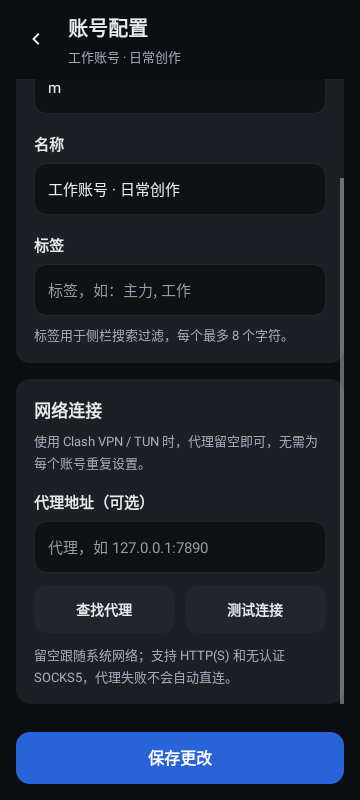 账号配置
工作账号 · 日常创作
m
名称
工作账号 · 日常创作
标签
标签，如：主力, 工作
标签用于侧栏搜索过滤，每个最多 8 个字符。
网络连接
使用 Clash VPN / TUN 时，代理留空即可，无需为
每个账号重复设置。
代理地址（可选）
代理，如 127.0.0.1:7890
查找代理
测试连接
留空跟随系统网络；支持 HTTP(S) 和无认证
SOCKS5，代理失败不会自动直连。
保存更改